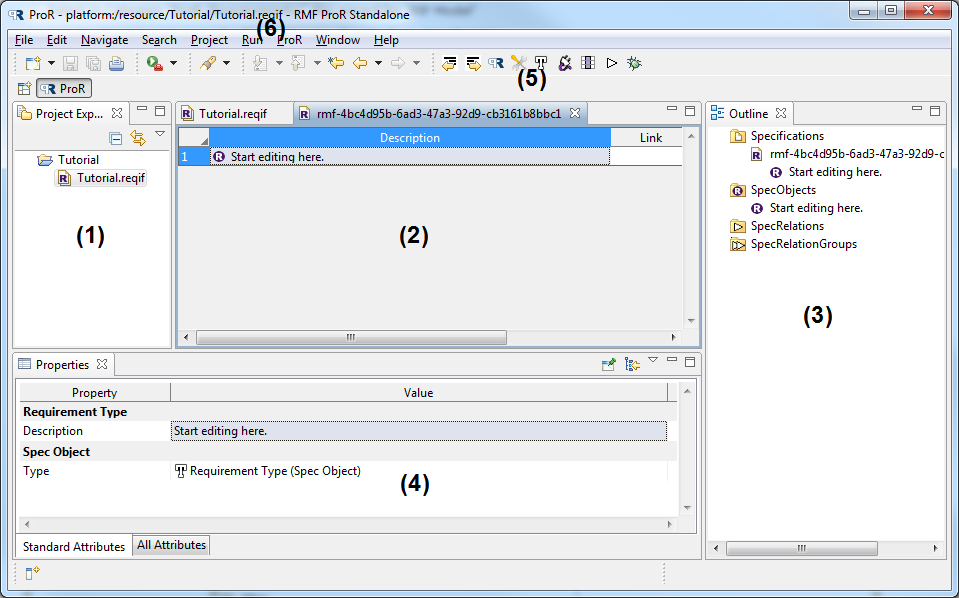 ProR - platform:/resource/Tutorial/Tutorial.reqif - RMF ProR Standalone
(6)
File Edit Navigate Search Project Run ProR Window Help
(5)
ProR
Project Exp...
Tutorial
Tutorial.reqif
(1)
Tutorial.reqif rmf-4bc4d95b-6ad3-47a3-92d9-cb3161b8bbc1
Description Link
1 Start editing here.
(2)
Outline
Specifications
rmf-4bc4d95b-6ad3-47a3-92d9-c
Start editing here.
SpecObjects
Start editing here.
SpecRelations
SpecRelationGroups
(3)
Properties
Property Value
Requirement Type
Description Start editing here.
Spec Object
Type Requirement Type (Spec Object)
(4)
Standard Attributes All Attributes